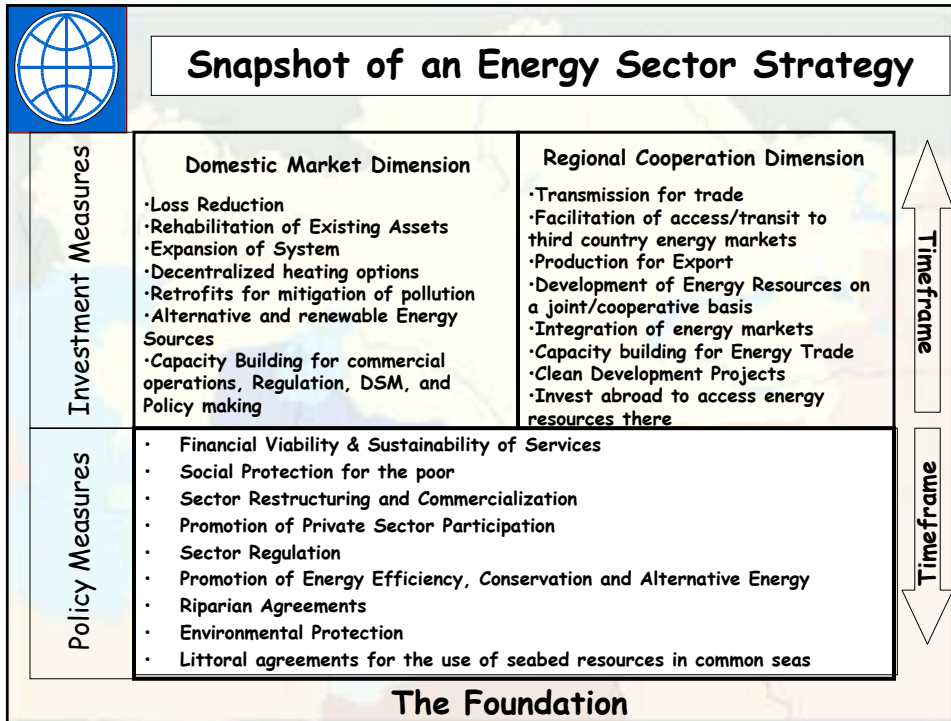 Snapshot of an Energy Sector Strategy
Investment Measures
Domestic Market Dimension
•Loss Reduction
•Rehabilitation of Existing Assets
•Expansion of System
•Decentralized heating options
•Retrofits for mitigation of pollution
•Alternative and renewable Energy
Sources
•Capacity Building for commercial
operations, Regulation, DSM, and
Policy making
Regional Cooperation Dimension
•Transmission for trade
•Facilitation of access/transit to
third country energy markets
•Production for Export
•Development of Energy Resources on
a joint/cooperative basis
•Integration of energy markets
•Capacity building for Energy Trade
•Clean Development Projects
•Invest abroad to access energy
resources there
Timeframe
Policy Measures
• Financial Viability & Sustainability of Services
• Social Protection for the poor
• Sector Restructuring and Commercialization
• Promotion of Private Sector Participation
• Sector Regulation
• Promotion of Energy Efficiency, Conservation and Alternative Energy
• Riparian Agreements
• Environmental Protection
• Littoral agreements for the use of seabed resources in common seas
Timeframe
The Foundation